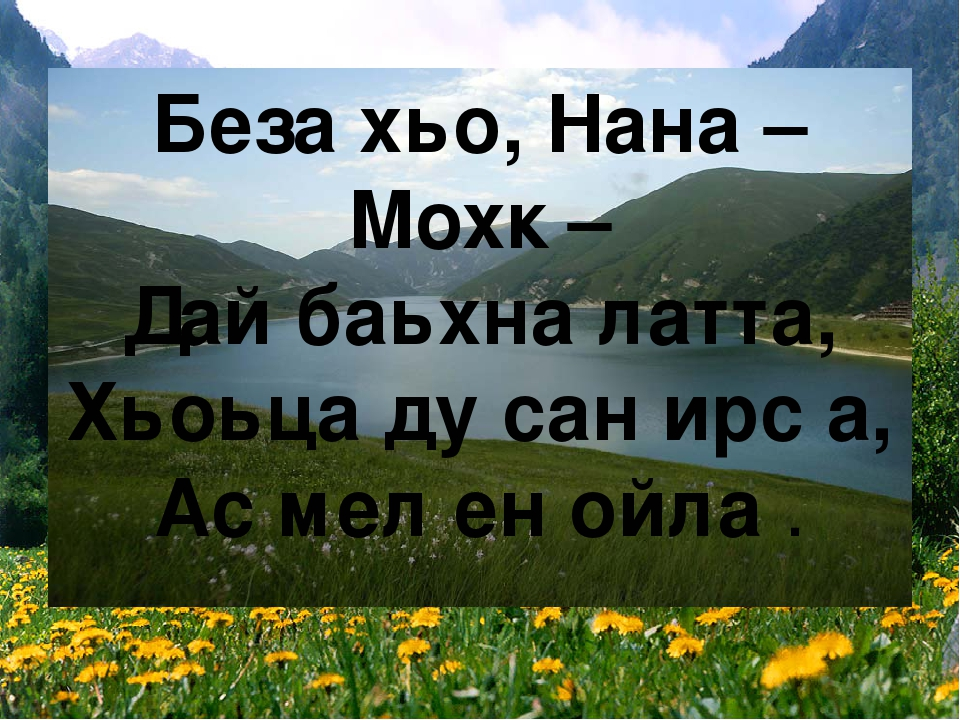 Беза хьо, Нана –
Мохк –
Дай баьхна латта,
Хьоьца ду сан ирс а,
Ас мел ен ойла .